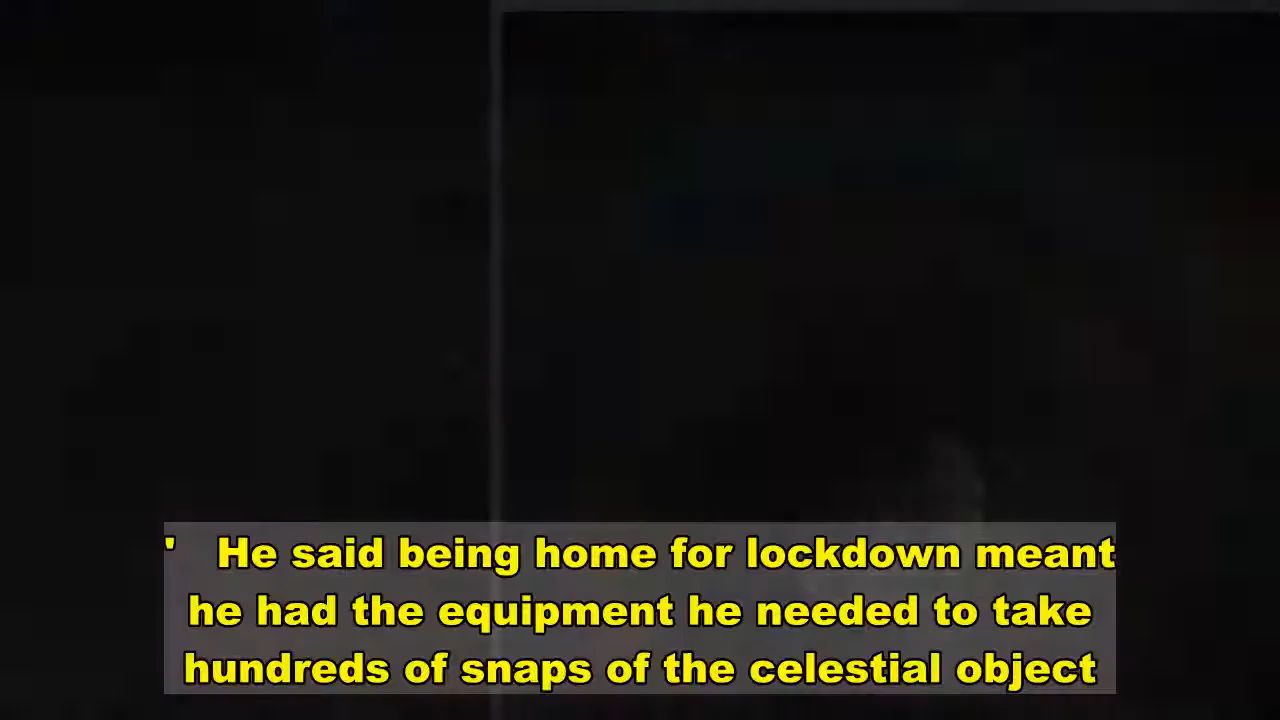 ' He said being home for lockdown meant
he had the equipment he needed to take
hundreds of snaps of the celestial object